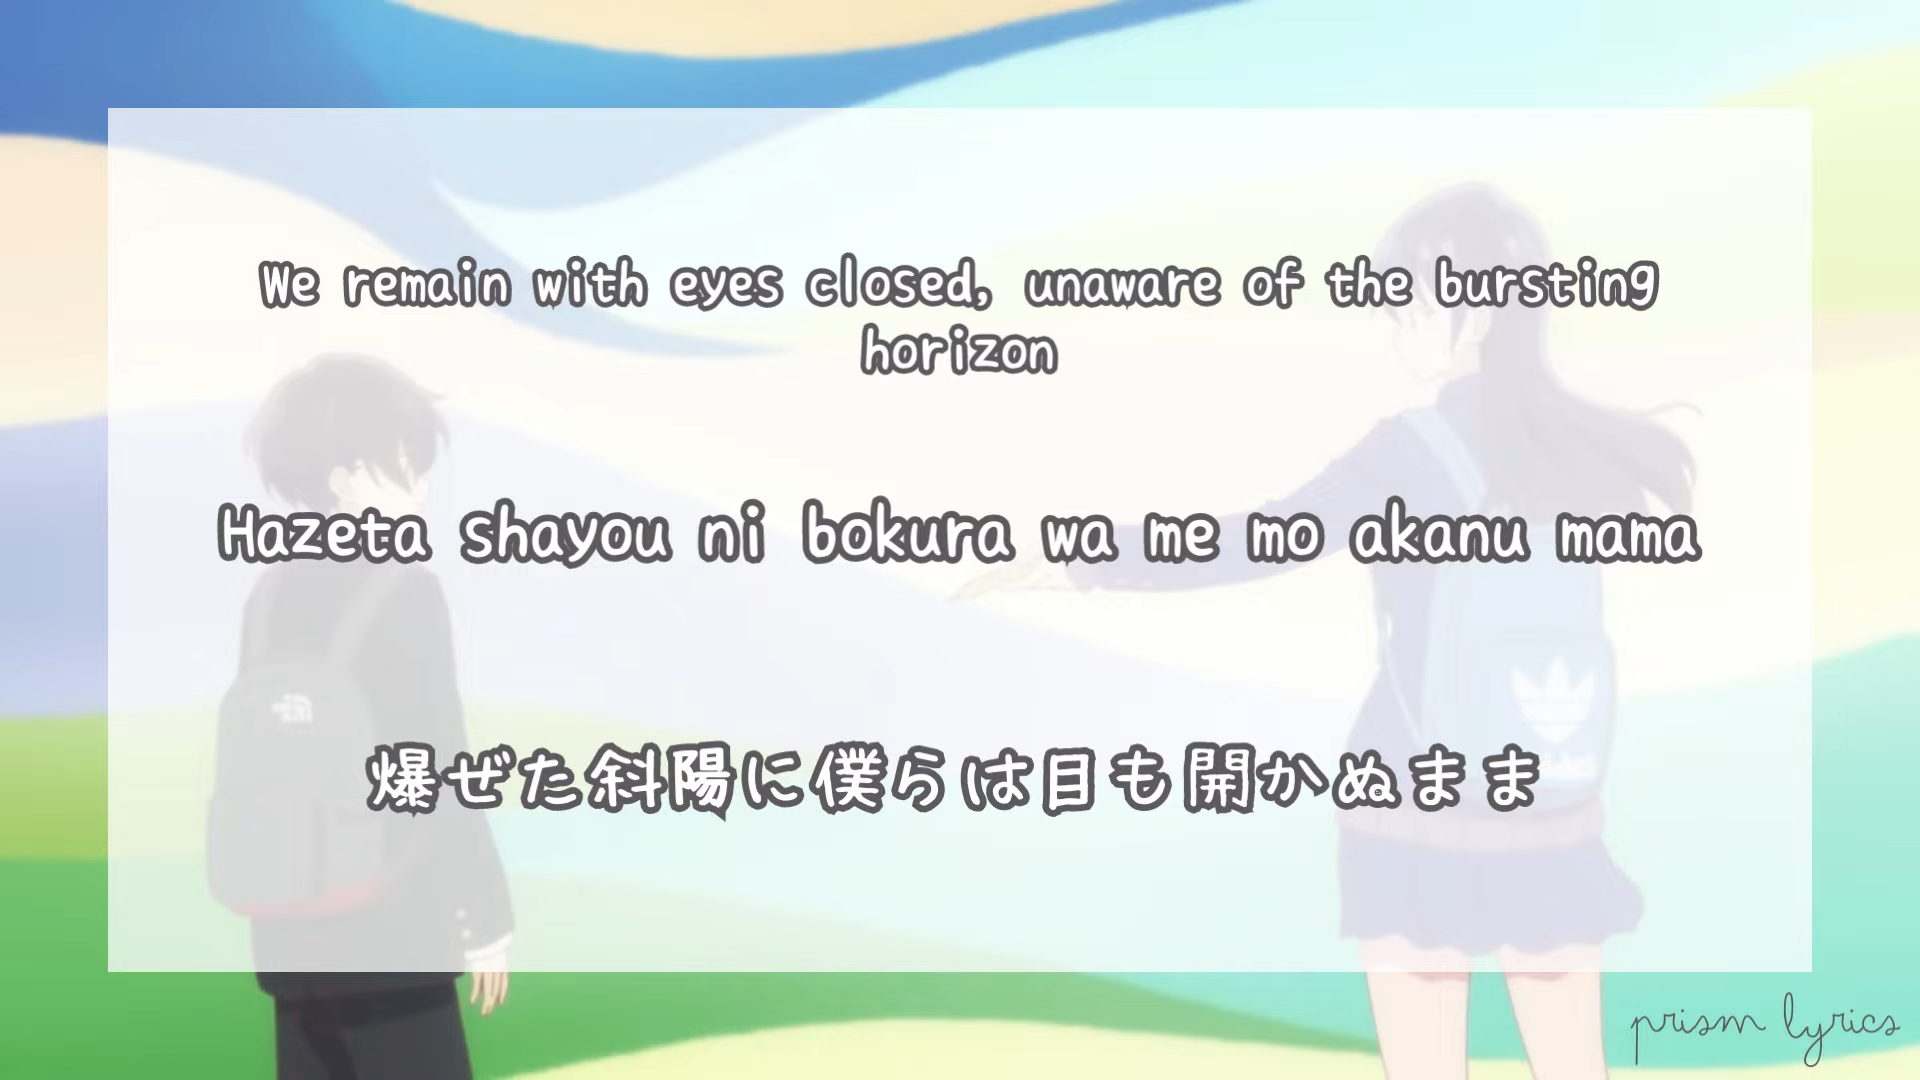 We remain with eyes closed, unaware of the bursting
horizon
Hazeta shayou ni bokura wa me mo akanu mama
爆ぜた斜陽に僕らは目も開かぬまま
prism lyrics